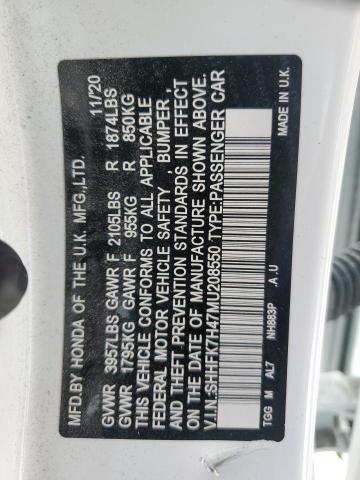 MFD.BY HONDA OF THE U.K. MFG.,LTD. 11/20
GVWR 3957LBS GAWR F 2105LBS R 1874LBS
GVWR 1795KG GAWR F 955KG R 850KG
THIS VEHICLE CONFORMS TO ALL APPLICABLE
FEDERAL MOTOR VEHICLE SAFETY , BUMPER ,
AND THEFT PREVENTION STANDARDS IN EFFECT
ON THE DATE OF MANUFACTURE SHOWN ABOVE.
V.I.N.:SHHFK7H47MU208550 TYPE:PASSENGER CAR
TGG M AL7 NH883P .A .U MADE IN U.K.